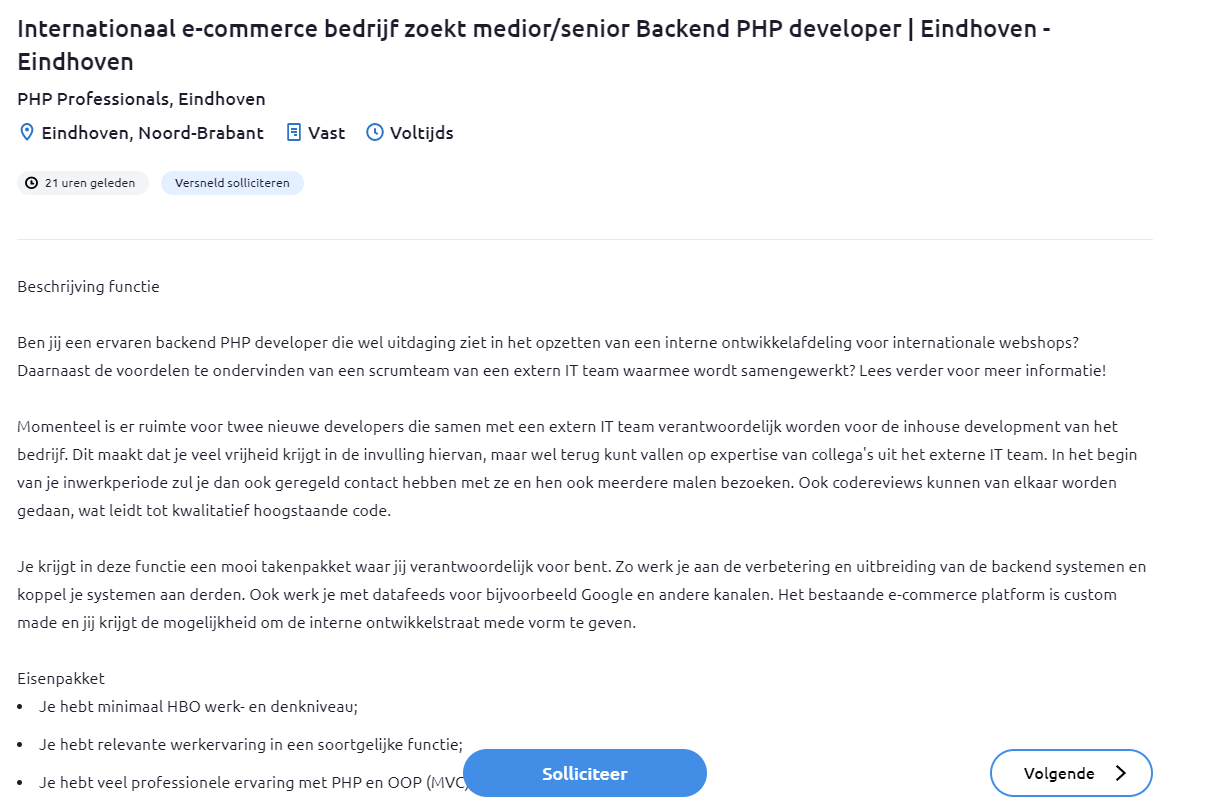 Internationaal e-commerce bedrijf zoekt medior/senior Backend PHP developer | Eindhoven -
Eindhoven
PHP Professionals, Eindhoven
Eindhoven, Noord-Brabant Vast Voltijds
21 uren geleden Versneld solliciteren
Beschrijving functie
Ben jij een ervaren backend PHP developer die wel uitdaging ziet in het opzetten van een interne ontwikkelafdeling voor internationale webshops?
Daarnaast de voordelen te ondervinden van een scrumteam van een extern IT team waarmee wordt samengewerkt? Lees verder voor meer informatie!
Momenteel is er ruimte voor twee nieuwe developers die samen met een extern IT team verantwoordelijk worden voor de inhouse development van het
bedrijf. Dit maakt dat je veel vrijheid krijgt in de invulling hiervan, maar wel terug kunt vallen op expertise van collega's uit het externe IT team. In het begin
van je inwerkperiode zul je dan ook geregeld contact hebben met ze en hen ook meerdere malen bezoeken. Ook codereviews kunnen van elkaar worden
gedaan, wat leidt tot kwalitatief hoogstaande code.
Je krijgt in deze functie een mooi takenpakket waar jij verantwoordelijk voor bent. Zo werk je aan de verbetering en uitbreiding van de backend systemen en
koppel je systemen aan derden. Ook werk je met datafeeds voor bijvoorbeeld Google en andere kanalen. Het bestaande e-commerce platform is custom
made en jij krijgt de mogelijkheid om de interne ontwikkelstraat mede vorm te geven.
Eisenpakket
• Je hebt minimaal HBO werk- en denkniveau;
• Je hebt relevante werkervaring in een soortgelijke functie;
• Je hebt veel professionele ervaring met PHP en OOP (MVC)
Solliciteer
Volgende